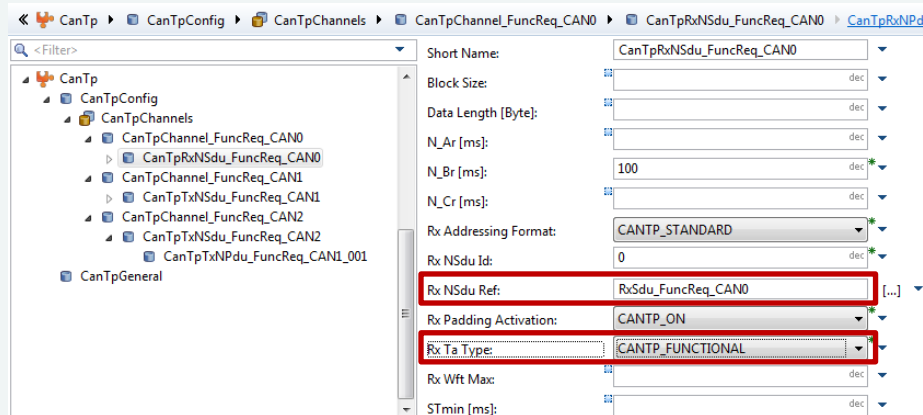 « CanTp ▸ CanTpConfig ▸ CanTpChannels ▸ CanTpChannel_FuncReq_CAN0 ▸ CanTpRxNSdu_FuncReq_CAN0 ▸ CanTpRxNPd
<Filter>
CanTp
CanTpConfig
CanTpChannels
CanTpChannel_FuncReq_CAN0
CanTpRxNSdu_FuncReq_CAN0
CanTpChannel_FuncReq_CAN1
CanTpTxNSdu_FuncReq_CAN1
CanTpChannel_FuncReq_CAN2
CanTpTxNSdu_FuncReq_CAN2
CanTpTxNPdu_FuncReq_CAN1_001
CanTpGeneral
Short Name: CanTpRxNSdu_FuncReq_CAN0
Block Size: dec
Data Length [Byte]: dec
N_Ar [ms]: dec
N_Br [ms]: 100 dec
N_Cr [ms]: dec
Rx Addressing Format: CANTP_STANDARD
Rx NSdu Id: 0 dec
Rx NSdu Ref: RxSdu_FuncReq_CAN0 [...]
Rx Padding Activation: CANTP_ON
Rx Ta Type: CANTP_FUNCTIONAL
Rx Wft Max: dec
STmin [ms]: dec